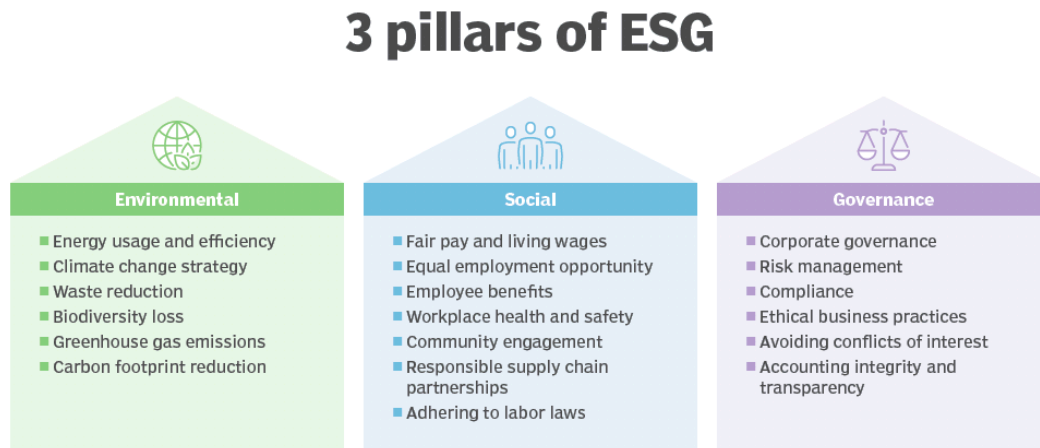 3 pillars of ESG
Environmental
Energy usage and efficiency
Climate change strategy
Waste reduction
Biodiversity loss
Greenhouse gas emissions
Carbon footprint reduction
Social
Fair pay and living wages
Equal employment opportunity
Employee benefits
Workplace health and safety
Community engagement
Responsible supply chain
partnerships
Adhering to labor laws
Governance
Corporate governance
Risk management
Compliance
Ethical business practices
Avoiding conflicts of interest
Accounting integrity and
transparency